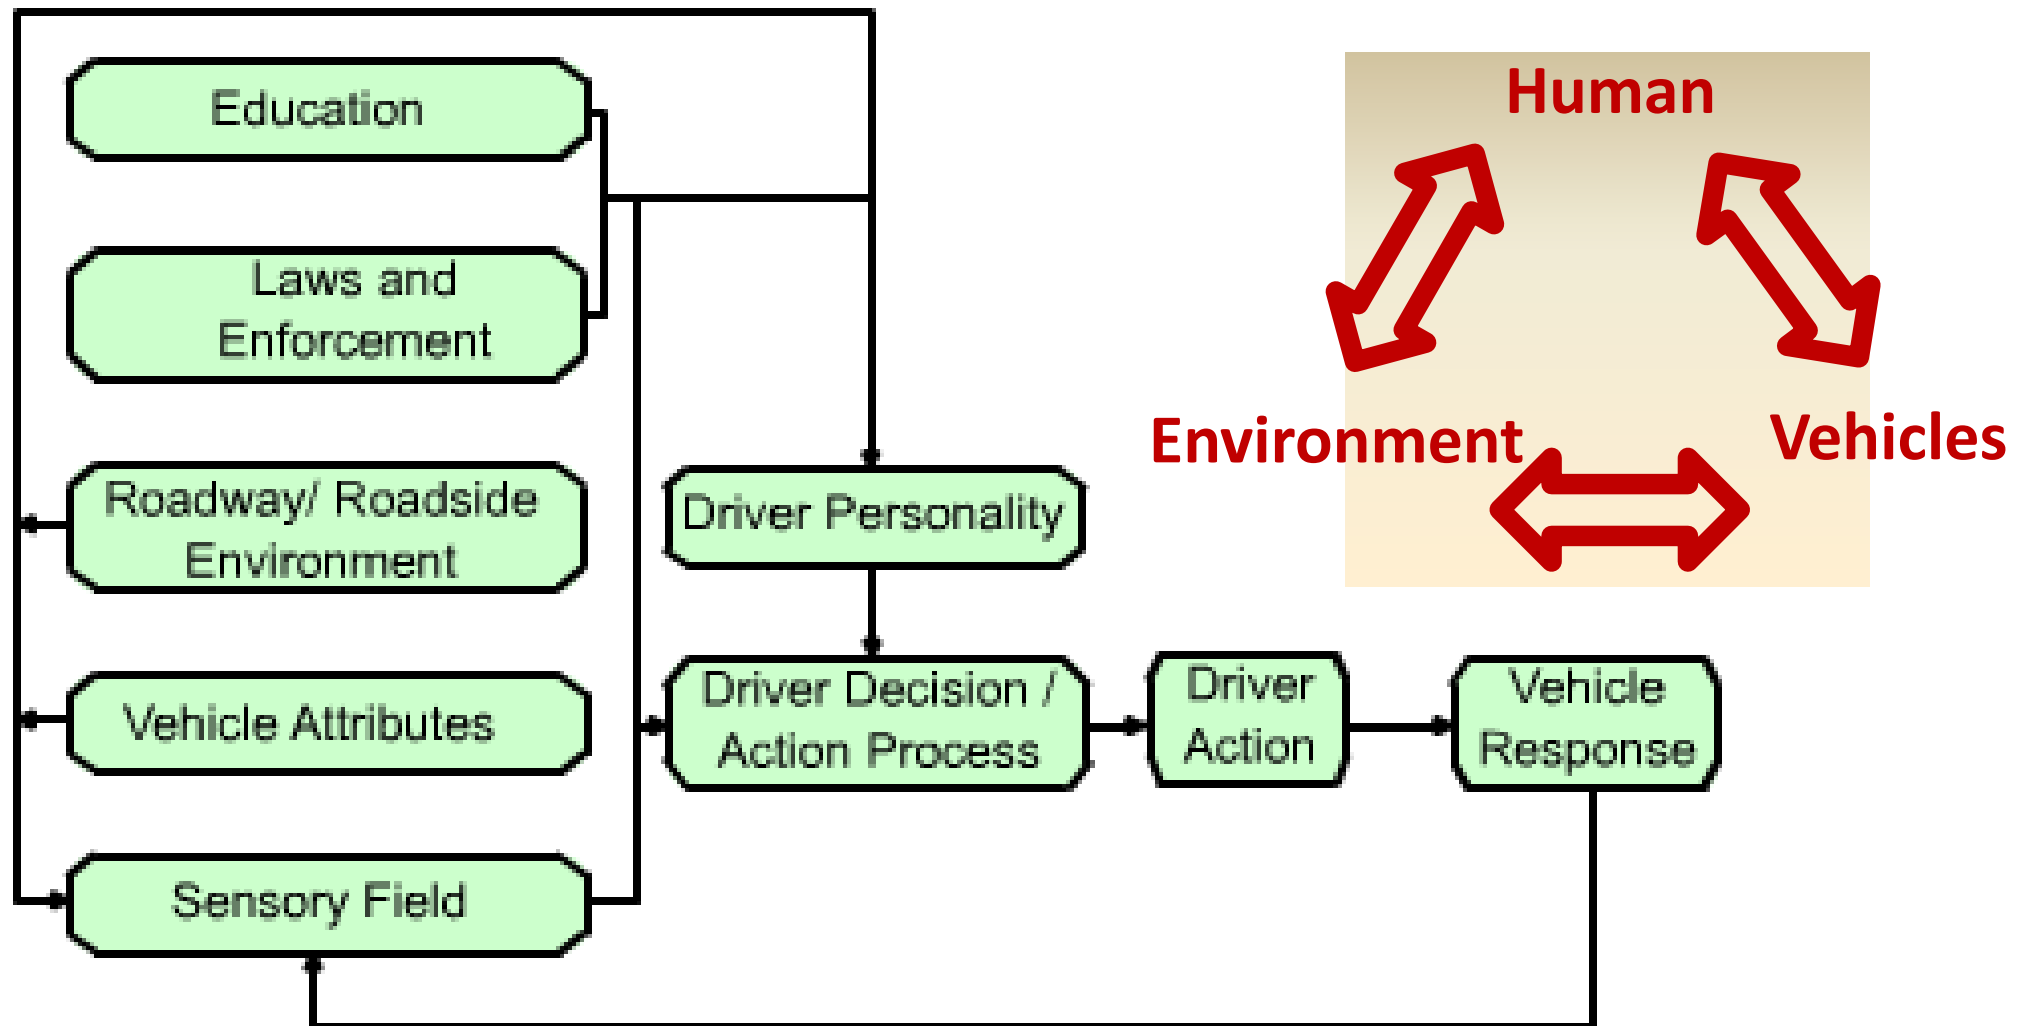 Education
Laws and
Enforcement
Roadway/ Roadside
Environment
Vehicle Attributes
Sensory Field
Driver Personality
Driver Decision /
Action Process
Driver
Action
Vehicle
Response
Human
Environment
Vehicles